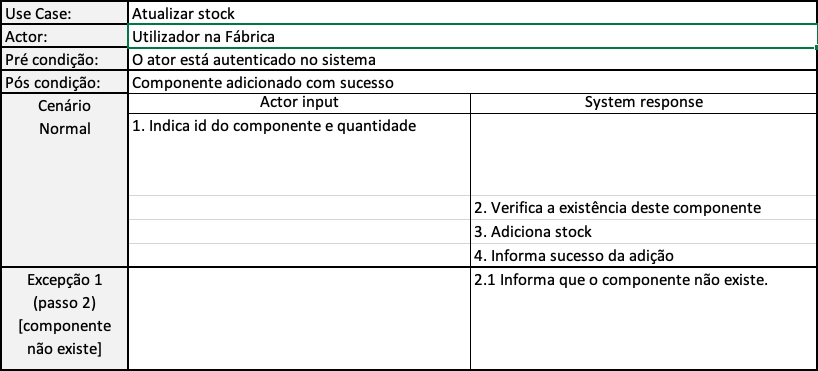 Use Case: Atualizar stock
Actor: Utilizador na Fábrica
Pré condição: O ator está autenticado no sistema
Pós condição: Componente adicionado com sucesso
Cenário Normal
Actor input System response
1. Indica id do componente e quantidade
2. Verifica a existência deste componente
3. Adiciona stock
4. Informa sucesso da adição
Excepção 1
(passo 2)
[componente
não existe]
2.1 Informa que o componente não existe.